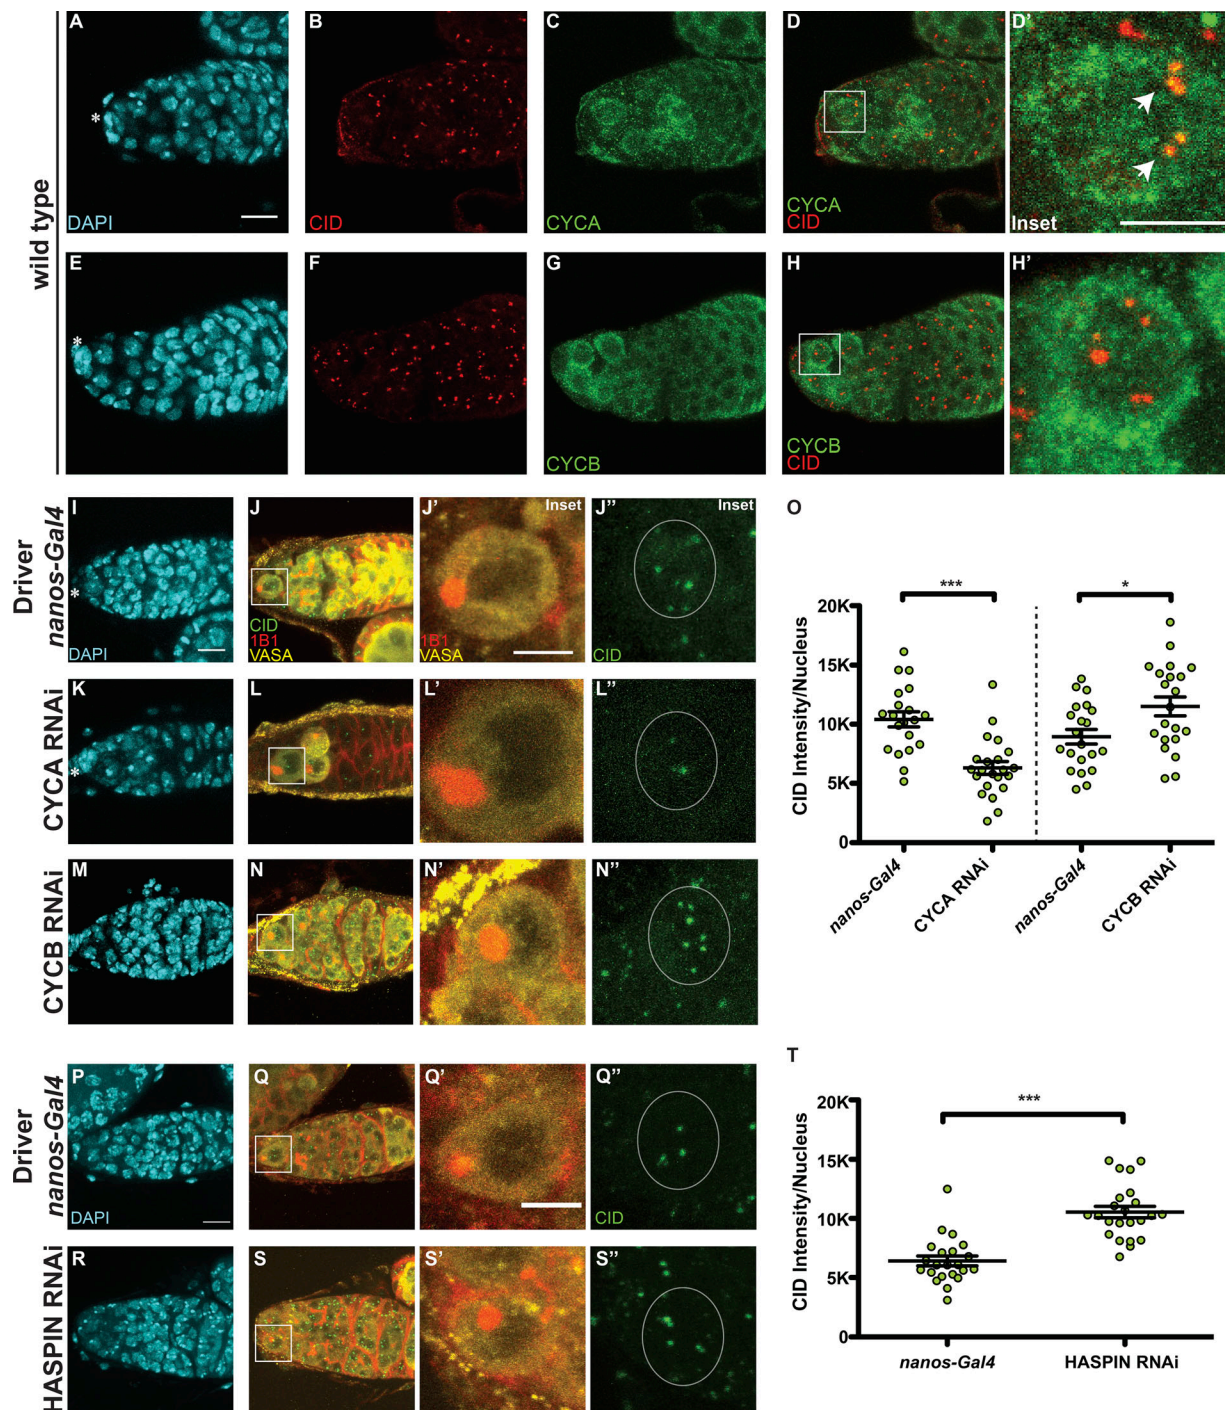 A
B
C
D
D'
*
DAPI
CID
CYCA
CYCA
CID
Inset
wild type
E
F
G
H
H'
*
CYCB
CYCB
CID
Driver
nanos-Gal4
I
J
J'
Inset
J''
Inset
*
DAPI
CID
1B1
VASA
1B1
VASA
CID
CYCA RNAi
K
L
L'
L''
*
CYCB RNAi
M
N
N'
N''
O
***
*
20K
15K
10K
5K
0
CID Intensity/Nucleus
nanos-Gal4
CYCA RNAi
nanos-Gal4
CYCB RNAi
Driver
nanos-Gal4
P
Q
Q'
Q''
DAPI
CID
HASPIN RNAi
R
S
S'
S''
T
***
20K
15K
10K
5K
0
CID Intensity/Nucleus
nanos-Gal4
HASPIN RNAi